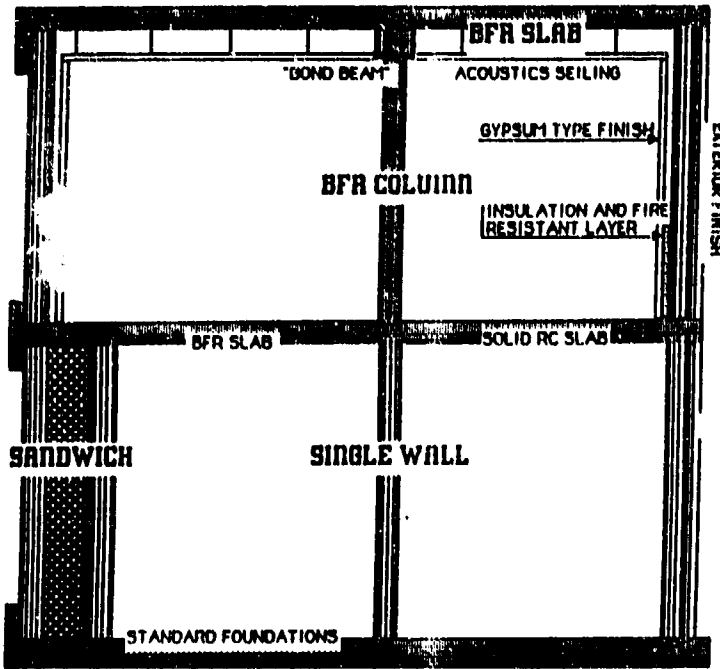 BFR SLAB
"BOND BEAM"
ACOUSTICS SEILING
GYPSUM TYPE FINISH
EXTERIOR FINISH
BFR COLUMN
INSULATION AND FIRE
RESISTANT LAYER
BFR SLAB
SOLID RC SLAB
SANDWICH
SINGLE WALL
STANDARD FOUNDATIONS